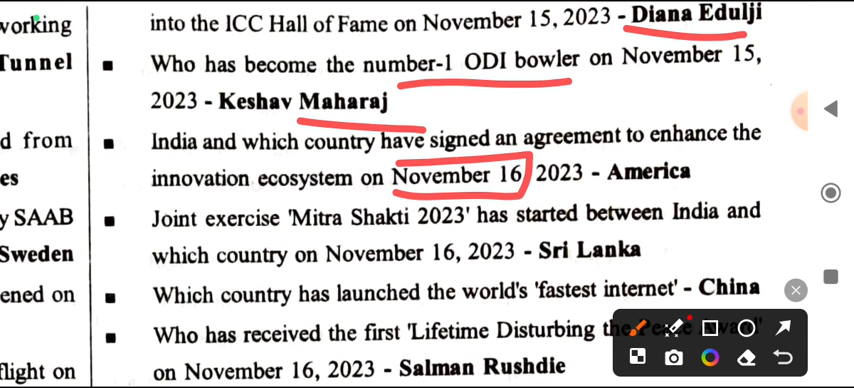 working
Tunnel
d from
es
y SAAB
Sweden
ened on
flight on
into the ICC Hall of Fame on November 15, 2023 - Diana Edulji
■ Who has become the number-1 ODI bowler on November 15,
2023 - Keshav Maharaj
■ India and which country have signed an agreement to enhance the
innovation ecosystem on November 16, 2023 - America
■ Joint exercise 'Mitra Shakti 2023' has started between India and
which country on November 16, 2023 - Sri Lanka
■ Which country has launched the world's 'fastest internet' - China
■ Who has received the first 'Lifetime Disturbing the Peace Award'
on November 16, 2023 - Salman Rushdie